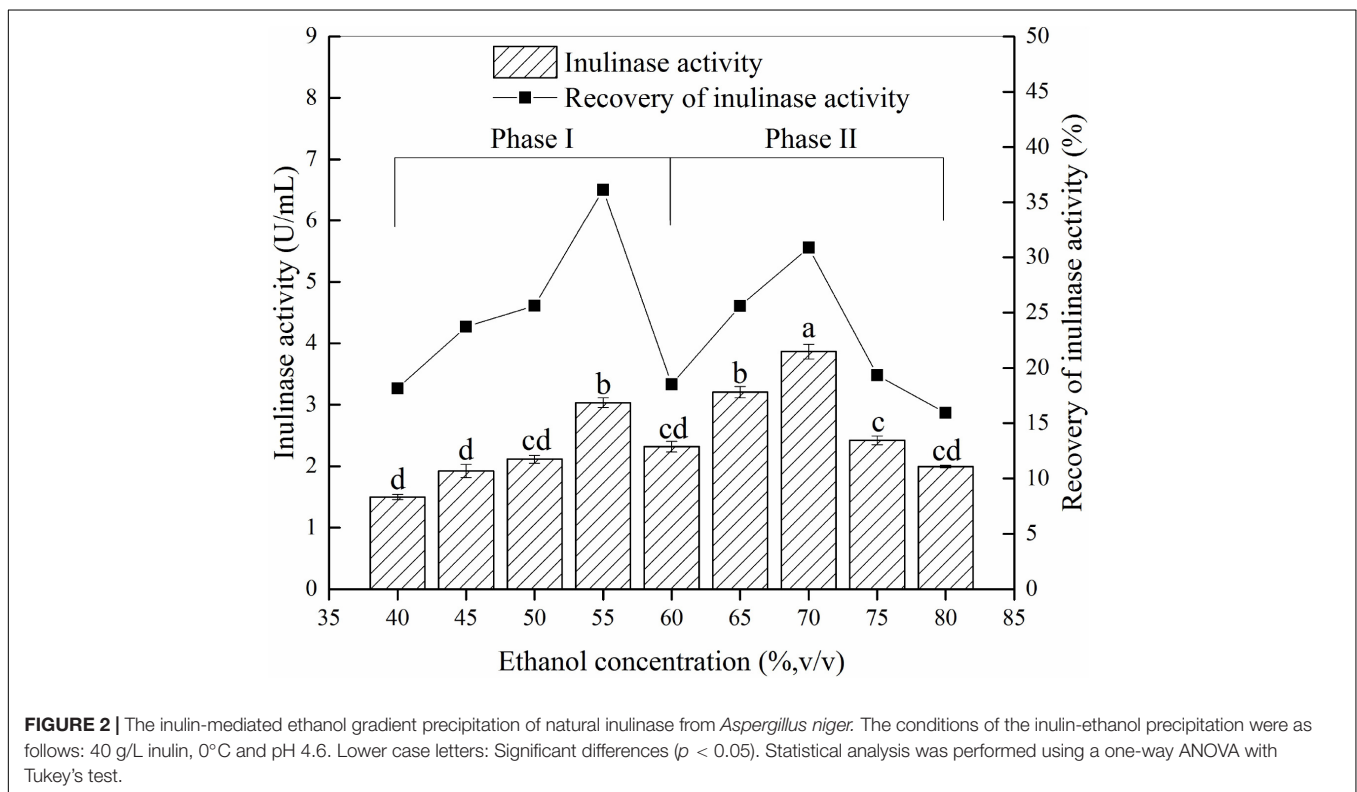 Inulinase activity
Recovery of inulinase activity
Phase I
Phase II
Inulinase activity (U/mL)
9
8
7
6
5
4
3
2
1
0
Recovery of inulinase activity (%)
50
45
40
35
30
25
20
15
10
5
0
d
d
cd
b
cd
b
a
c
cd
35
40
45
50
55
60
65
70
75
80
85
Ethanol concentration (%,v/v)
FIGURE 2 | The inulin-mediated ethanol gradient precipitation of natural inulinase from Aspergillus niger. The conditions of the inulin-ethanol precipitation were as
follows: 40 g/L inulin, 0°C and pH 4.6. Lower case letters: Significant differences (p < 0.05). Statistical analysis was performed using a one-way ANOVA with
Tukey's test.